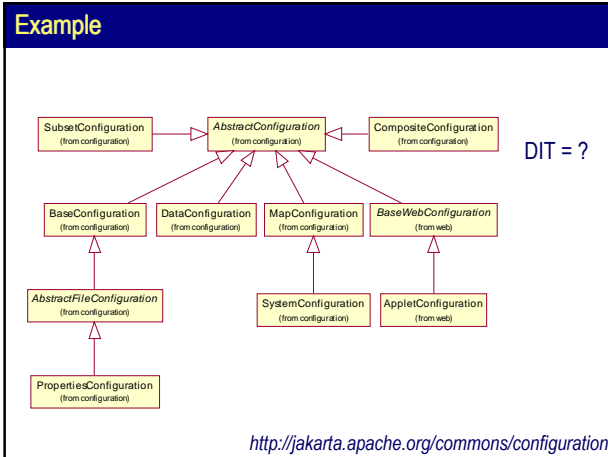 Example
SubsetConfiguration
(from configuration)
AbstractConfiguration
(from configuration)
CompositeConfiguration
(from configuration)
DIT = ?
BaseConfiguration
(from configuration)
DataConfiguration
(from configuration)
MapConfiguration
(from configuration)
BaseWebConfiguration
(from web)
AbstractFileConfiguration
(from configuration)
SystemConfiguration
(from configuration)
AppletConfiguration
(from web)
PropertiesConfiguration
(from configuration)
http://jakarta.apache.org/commons/configuration